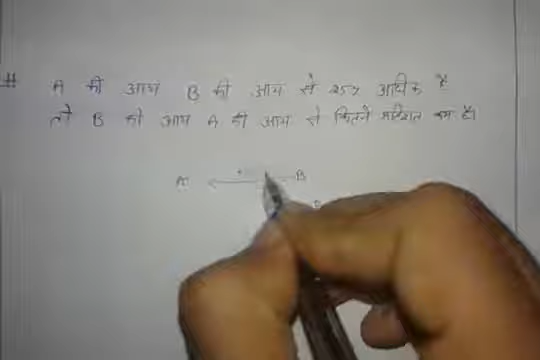 # A की आय B की आय से 25% अधिक है
तो B की आय A की आय से कितने प्रतिशत कम है।
A B